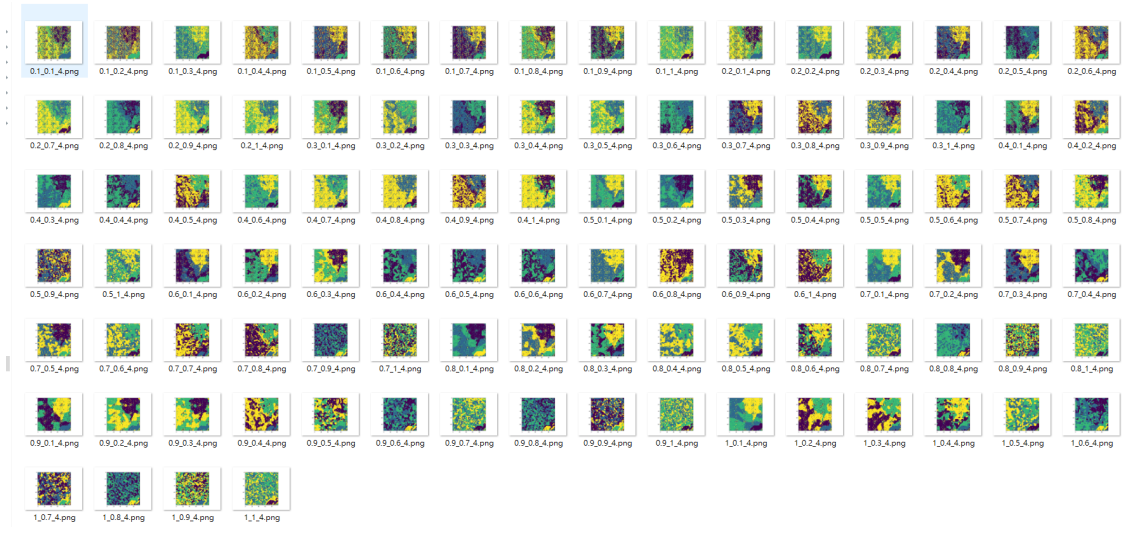 0.1_0.1_4.png 0.1_0.2_4.png 0.1_0.3_4.png 0.1_0.4_4.png 0.1_0.5_4.png 0.1_0.6_4.png 0.1_0.7_4.png 0.1_0.8_4.png 0.1_0.9_4.png 0.1_1_4.png 0.2_0.1_4.png 0.2_0.2_4.png 0.2_0.3_4.png 0.2_0.4_4.png 0.2_0.5_4.png 0.2_0.6_4.png
0.2_0.7_4.png 0.2_0.8_4.png 0.2_0.9_4.png 0.2_1_4.png 0.3_0.1_4.png 0.3_0.2_4.png 0.3_0.3_4.png 0.3_0.4_4.png 0.3_0.5_4.png 0.3_0.6_4.png 0.3_0.7_4.png 0.3_0.8_4.png 0.3_0.9_4.png 0.3_1_4.png 0.4_0.1_4.png 0.4_0.2_4.png
0.4_0.3_4.png 0.4_0.4_4.png 0.4_0.5_4.png 0.4_0.6_4.png 0.4_0.7_4.png 0.4_0.8_4.png 0.4_0.9_4.png 0.4_1_4.png 0.5_0.1_4.png 0.5_0.2_4.png 0.5_0.3_4.png 0.5_0.4_4.png 0.5_0.5_4.png 0.5_0.6_4.png 0.5_0.7_4.png 0.5_0.8_4.png
0.5_0.9_4.png 0.5_1_4.png 0.6_0.1_4.png 0.6_0.2_4.png 0.6_0.3_4.png 0.6_0.4_4.png 0.6_0.5_4.png 0.6_0.6_4.png 0.6_0.7_4.png 0.6_0.8_4.png 0.6_0.9_4.png 0.6_1_4.png 0.7_0.1_4.png 0.7_0.2_4.png 0.7_0.3_4.png 0.7_0.4_4.png
0.7_0.5_4.png 0.7_0.6_4.png 0.7_0.7_4.png 0.7_0.8_4.png 0.7_0.9_4.png 0.7_1_4.png 0.8_0.1_4.png 0.8_0.2_4.png 0.8_0.3_4.png 0.8_0.4_4.png 0.8_0.5_4.png 0.8_0.6_4.png 0.8_0.7_4.png 0.8_0.8_4.png 0.8_0.9_4.png 0.8_1_4.png
0.9_0.1_4.png 0.9_0.2_4.png 0.9_0.3_4.png 0.9_0.4_4.png 0.9_0.5_4.png 0.9_0.6_4.png 0.9_0.7_4.png 0.9_0.8_4.png 0.9_0.9_4.png 0.9_1_4.png 1_0.1_4.png 1_0.2_4.png 1_0.3_4.png 1_0.4_4.png 1_0.5_4.png 1_0.6_4.png
1_0.7_4.png 1_0.8_4.png 1_0.9_4.png 1_1_4.png